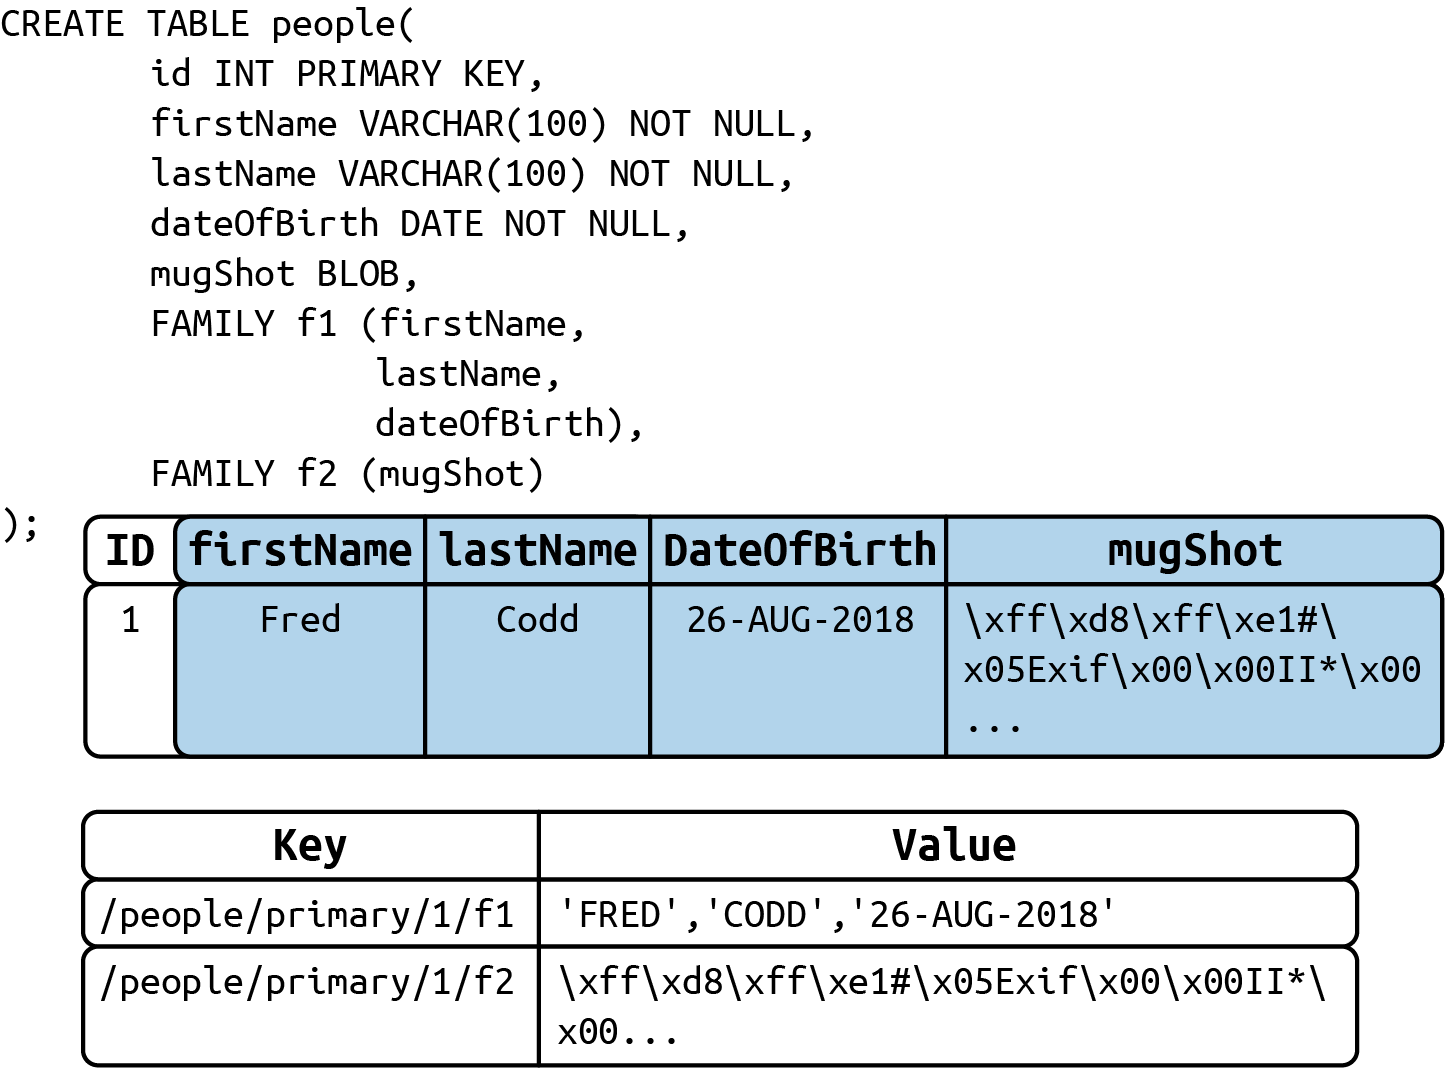 CREATE TABLE people(
id INT PRIMARY KEY,
firstName VARCHAR(100) NOT NULL,
lastName VARCHAR(100) NOT NULL,
dateOfBirth DATE NOT NULL,
mugShot BLOB,
FAMILY f1 (firstName,
lastName,
dateOfBirth),
FAMILY f2 (mugShot)
);
ID firstName lastName DateOfBirth mugShot
1 Fred Codd 26-AUG-2018 \xff\xd8\xff\xe1#\
x05Exif\x00\x00II*\x00
...
Key Value
/people/primary/1/f1 'FRED','CODD','26-AUG-2018'
/people/primary/1/f2 \xff\xd8\xff\xe1#\x05Exif\x00\x00II*\
x00...